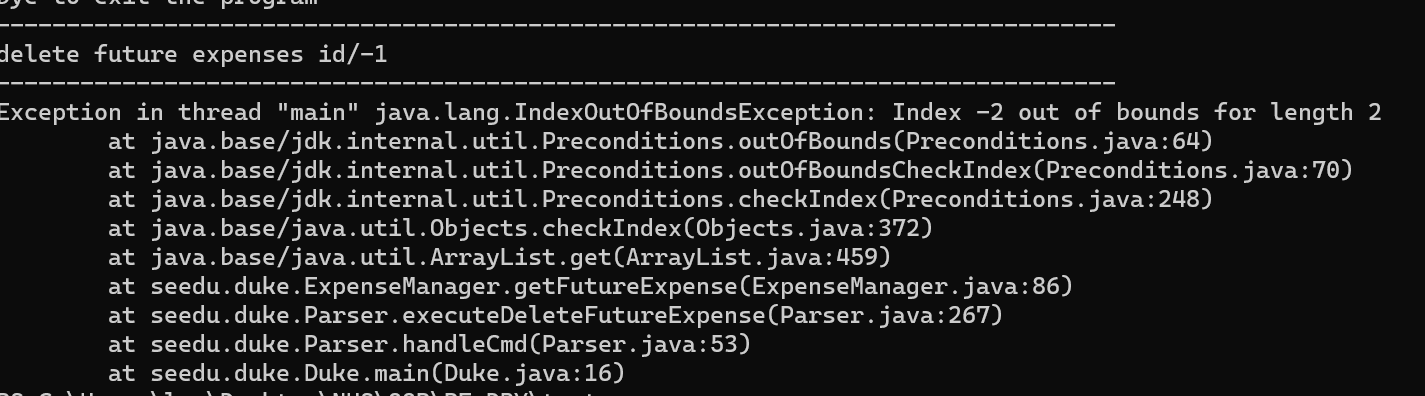 Bye to exit the program
--------------------------------------------------------------------------------
delete future expenses id/-1
--------------------------------------------------------------------------------
Exception in thread "main" java.lang.IndexOutOfBoundsException: Index -2 out of bounds for length 2
        at java.base/jdk.internal.util.Preconditions.outOfBounds(Preconditions.java:64)
        at java.base/jdk.internal.util.Preconditions.outOfBoundsCheckIndex(Preconditions.java:70)
        at java.base/jdk.internal.util.Preconditions.checkIndex(Preconditions.java:248)
        at java.base/java.util.Objects.checkIndex(Objects.java:372)
        at java.base/java.util.ArrayList.get(ArrayList.java:459)
        at seedu.duke.ExpenseManager.getFutureExpense(ExpenseManager.java:86)
        at seedu.duke.Parser.executeDeleteFutureExpense(Parser.java:267)
        at seedu.duke.Parser.handleCmd(Parser.java:53)
        at seedu.duke.Duke.main(Duke.java:16)